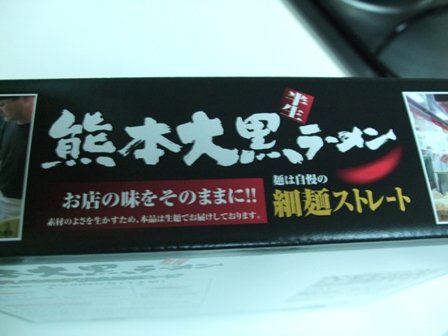 熊本大黒ラーメン
半生
お店の味をそのままに!!
素材のよさを生かすため、本品は生麺でお届けしております。
麺は自慢の
細麺ストレート